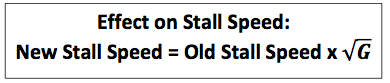 Effect on Stall Speed:
New Stall Speed = Old Stall Speed x √G